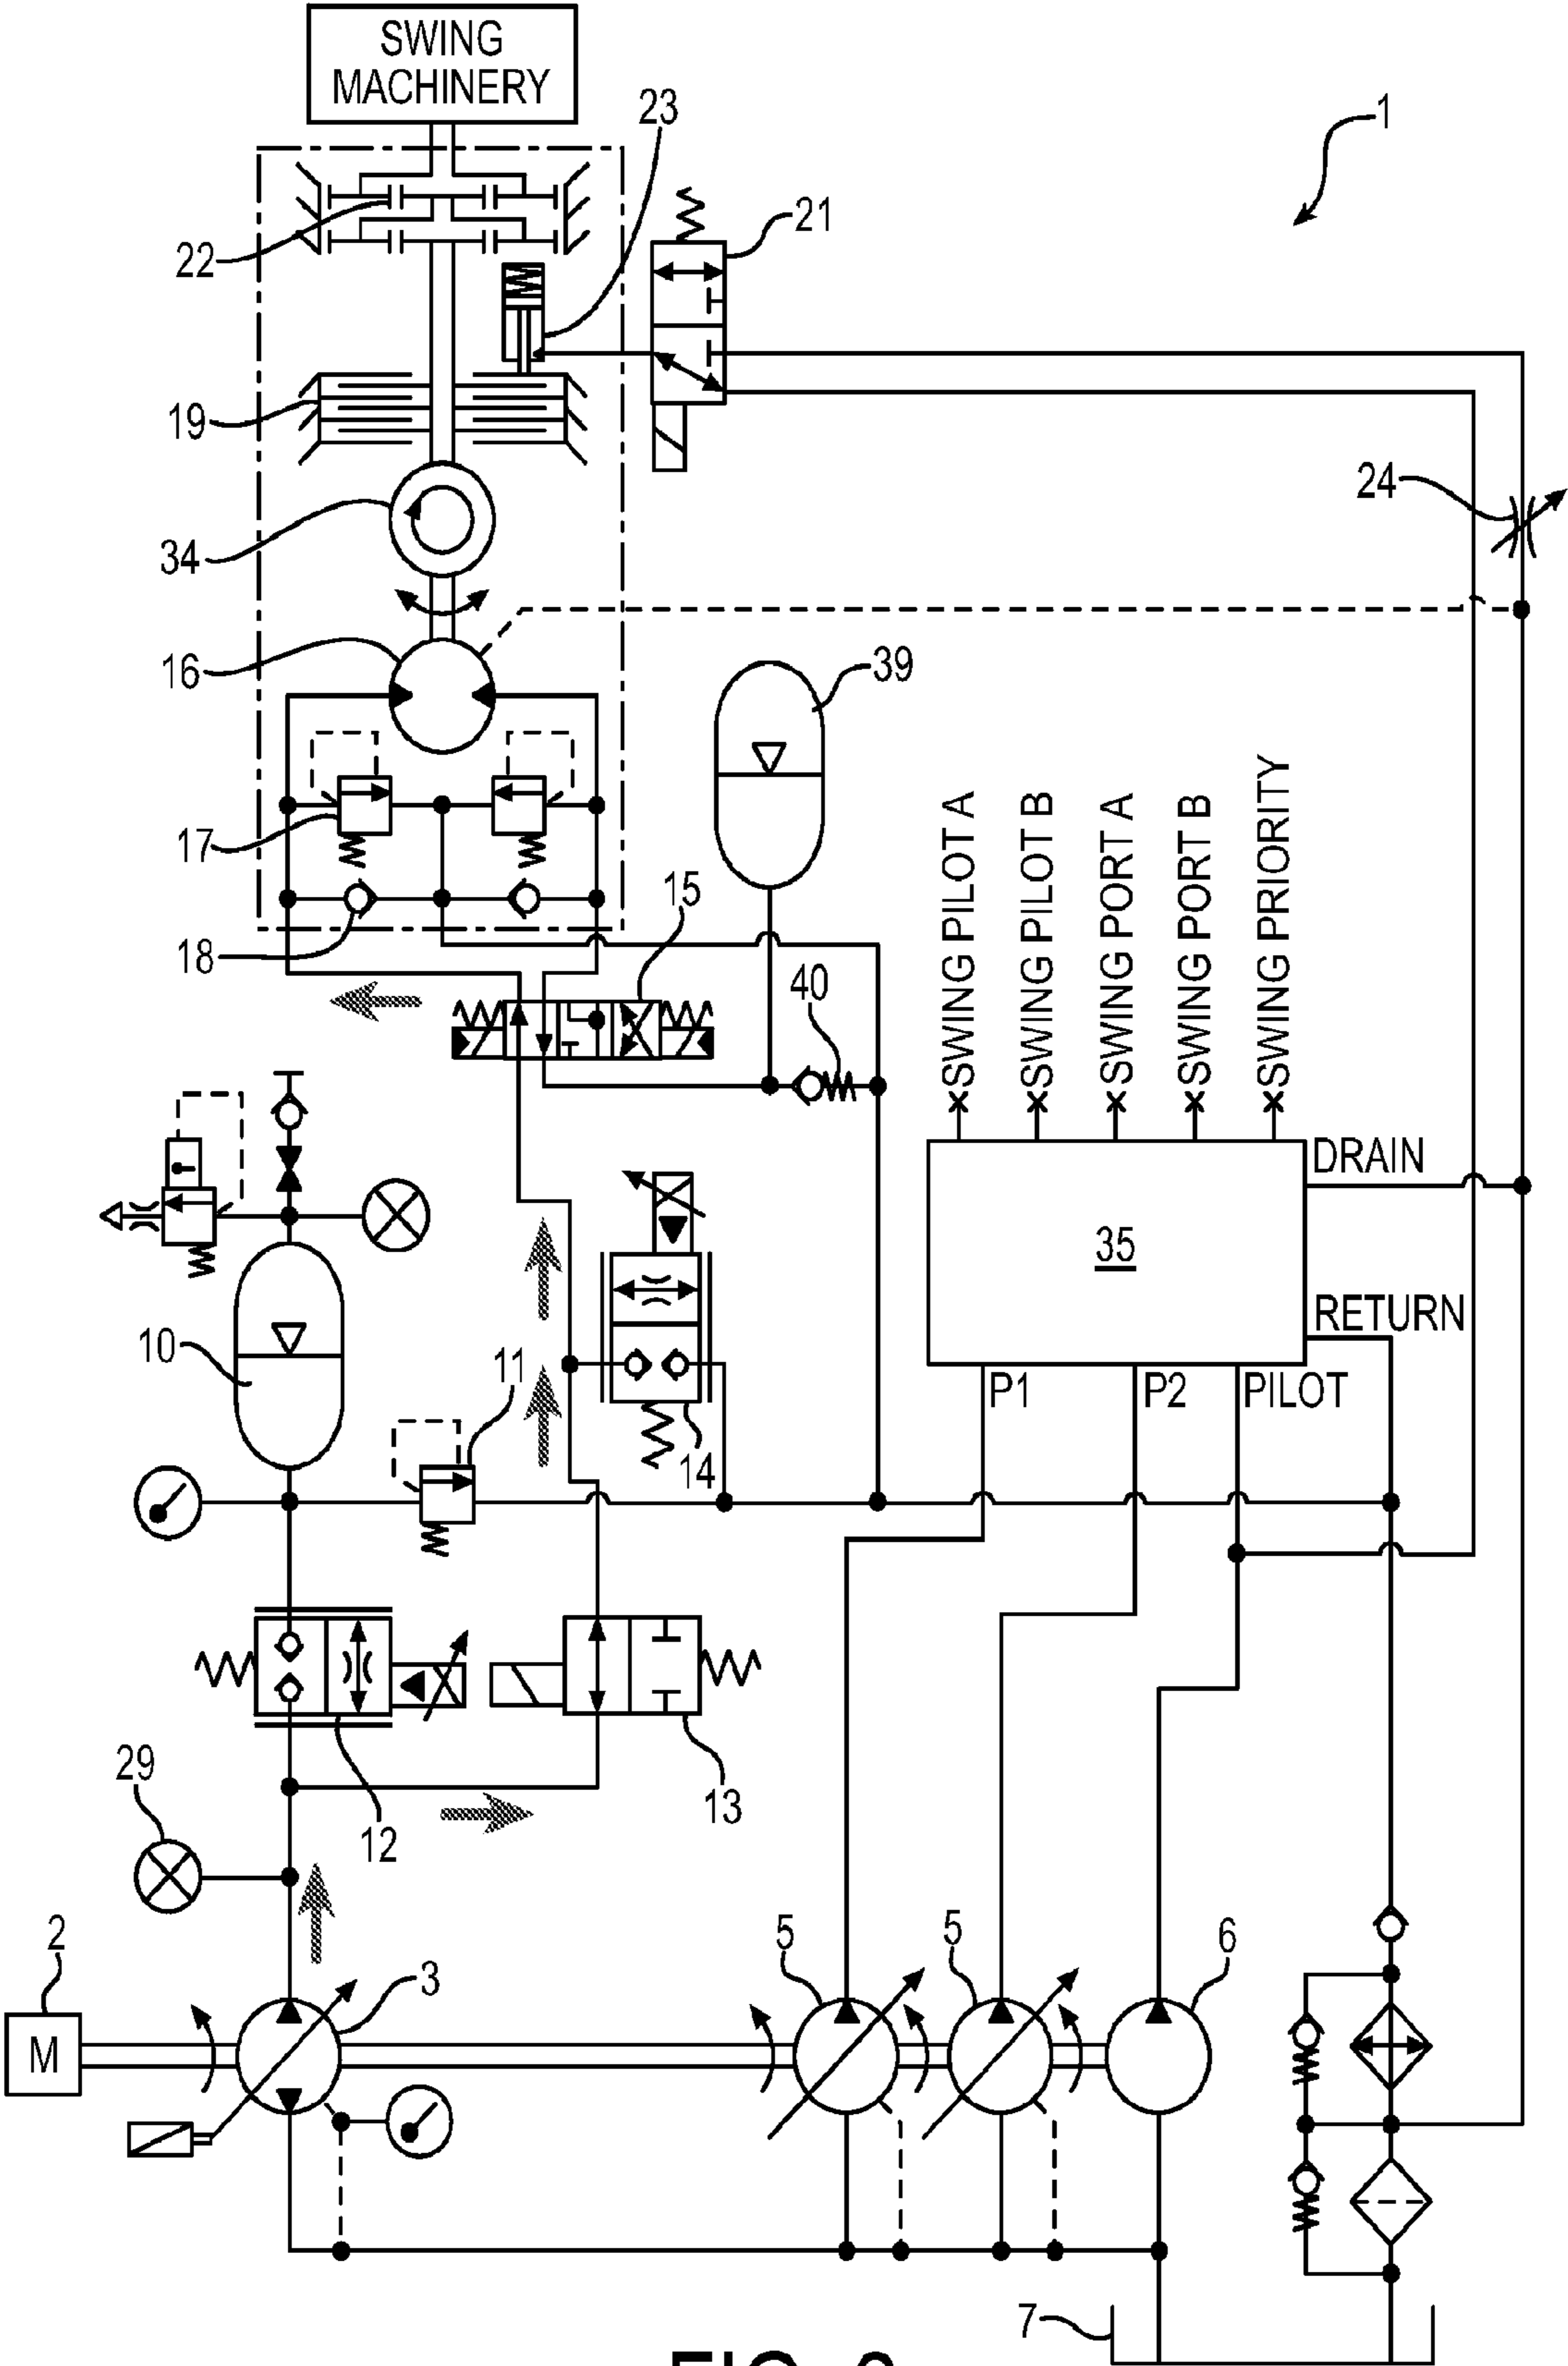 SWING
MACHINERY
23
1
21
22
19
24
34
16
39
17
15
18
40
SWING PILOT A
SWING PILOT B
SWING PORT A
SWING PORT B
SWING PRIORITY
DRAIN
35
RETURN
10
11
14
P1
P2
PILOT
29
12
13
2
M
3
5
5
6
7